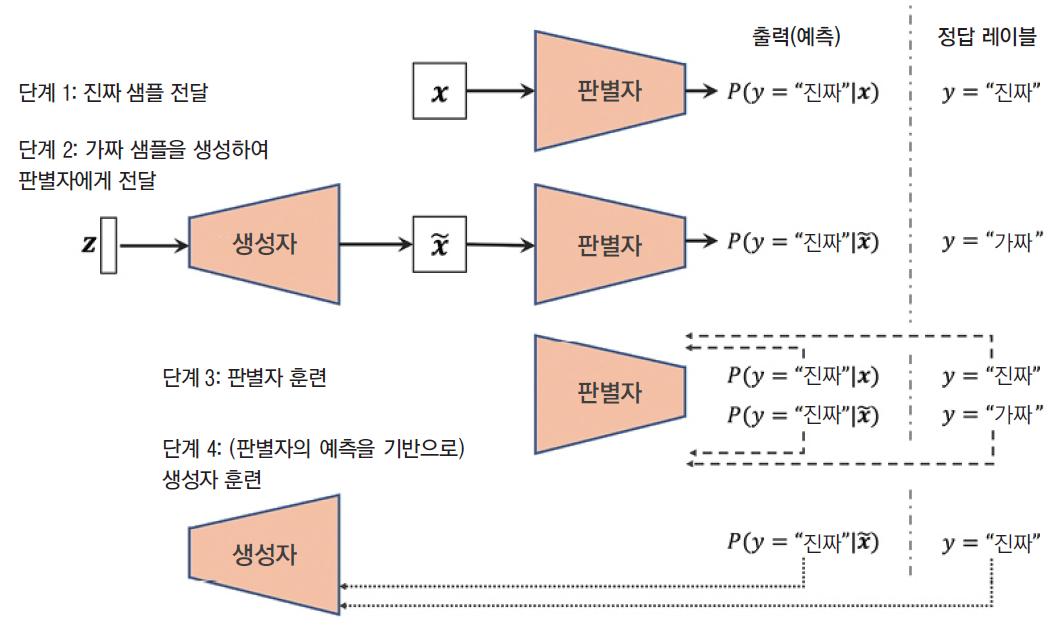 출력(예측)
정답 레이블
단계 1: 진짜 샘플 전달
x
판별자
P(y = “진짜”|x)
y = “진짜”
단계 2: 가짜 샘플을 생성하여
판별자에게 전달
z
생성자
x̃
판별자
P(y = “진짜”|x̃)
y = “가짜”
단계 3: 판별자 훈련
판별자
P(y = “진짜”|x)
y = “진짜”
P(y = “진짜”|x̃)
y = “가짜”
단계 4: (판별자의 예측을 기반으로)
생성자 훈련
생성자
P(y = “진짜”|x̃)
y = “진짜”